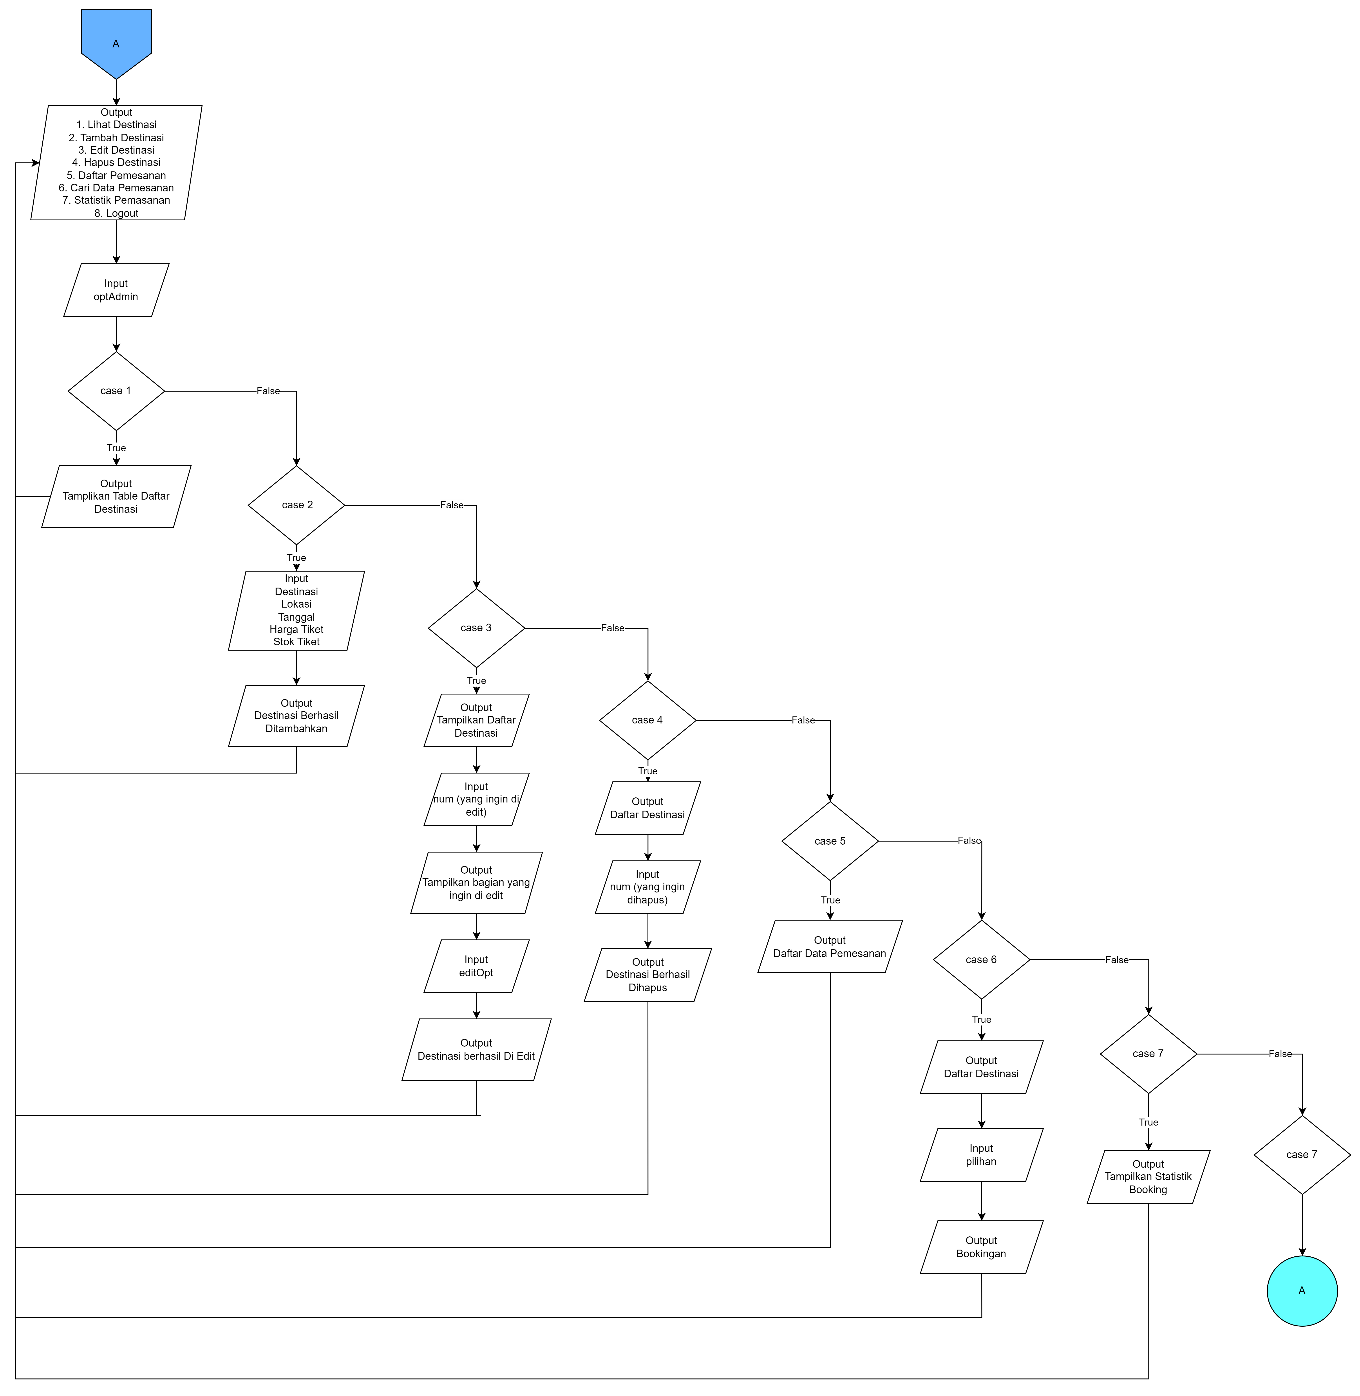 A
Output
1. Lihat Destinasi
2. Tambah Destinasi
3. Edit Destinasi
4. Hapus Destinasi
5. Daftar Pemesanan
6. Cari Data Pemesanan
7. Statistik Pemasanan
8. Logout
Input
optAdmin
case 1
False
True
Output
Tamplikan Table Daftar
Destinasi
case 2
False
True
Input
Destinasi
Lokasi
Tanggal
Harga Tiket
Stok Tiket
Output
Destinasi Berhasil
Ditambahkan
case 3
False
True
Output
Tampilkan Daftar
Destinasi
Input
num (yang ingin di
edit)
Output
Tampilkan bagian yang
ingin di edit
Input
editOpt
Output
Destinasi berhasil Di Edit
case 4
False
True
Output
Daftar Destinasi
Input
num (yang ingin
dihapus)
Output
Destinasi Berhasil
Dihapus
case 5
False
True
Output
Daftar Data Pemesanan
case 6
False
True
Output
Daftar Destinasi
Input
pilihan
Output
Bookingan
case 7
False
True
Output
Tampilkan Statistik
Booking
case 7
A